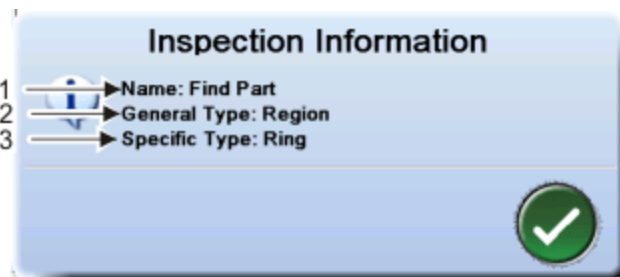 Inspection Information
1 Name: Find Part
2 General Type: Region
3 Specific Type: Ring